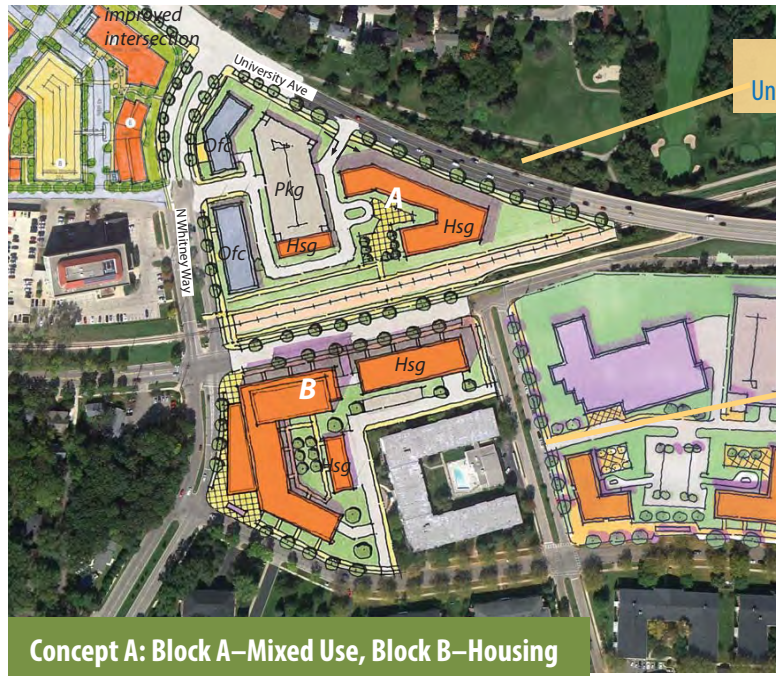 improved
intersection
University Ave
Un
Ofc
Pkg
A
Hsg
Hsg
Ofc
N Whitney Way
B
Hsg
Hsg
Concept A: Block A–Mixed Use, Block B–Housing